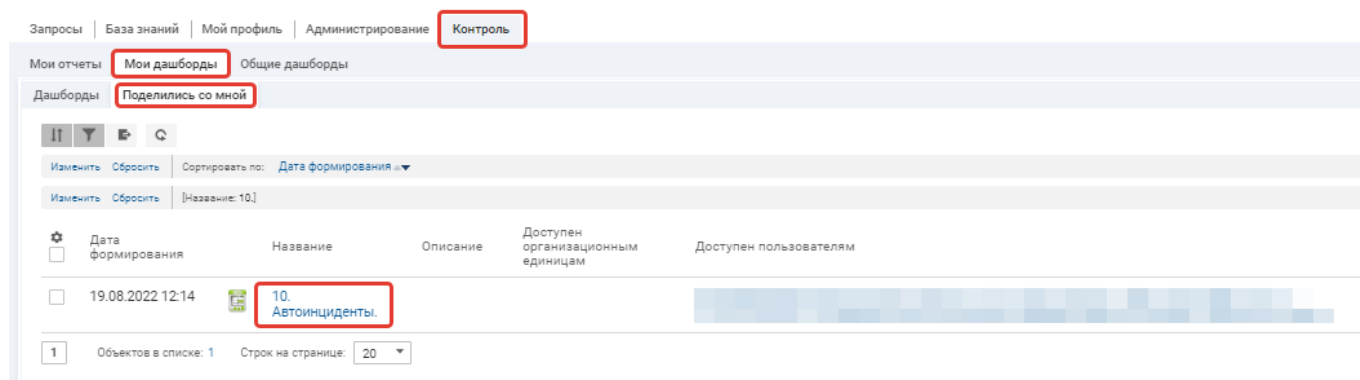 Запросы База знаний Мой профиль Администрирование Контроль
Мои отчеты Мои дашборды Общие дашборды
Дашборды Поделились со мной
Изменить Сбросить Сортировать по: Дата формирования
Изменить Сбросить [Название: 10.]
Дата формирования Название Описание Доступен организационным единицам Доступен пользователям
19.08.2022 12:14 10. Автоинциденты.
1 Объектов в списке: 1 Строк на странице: 20